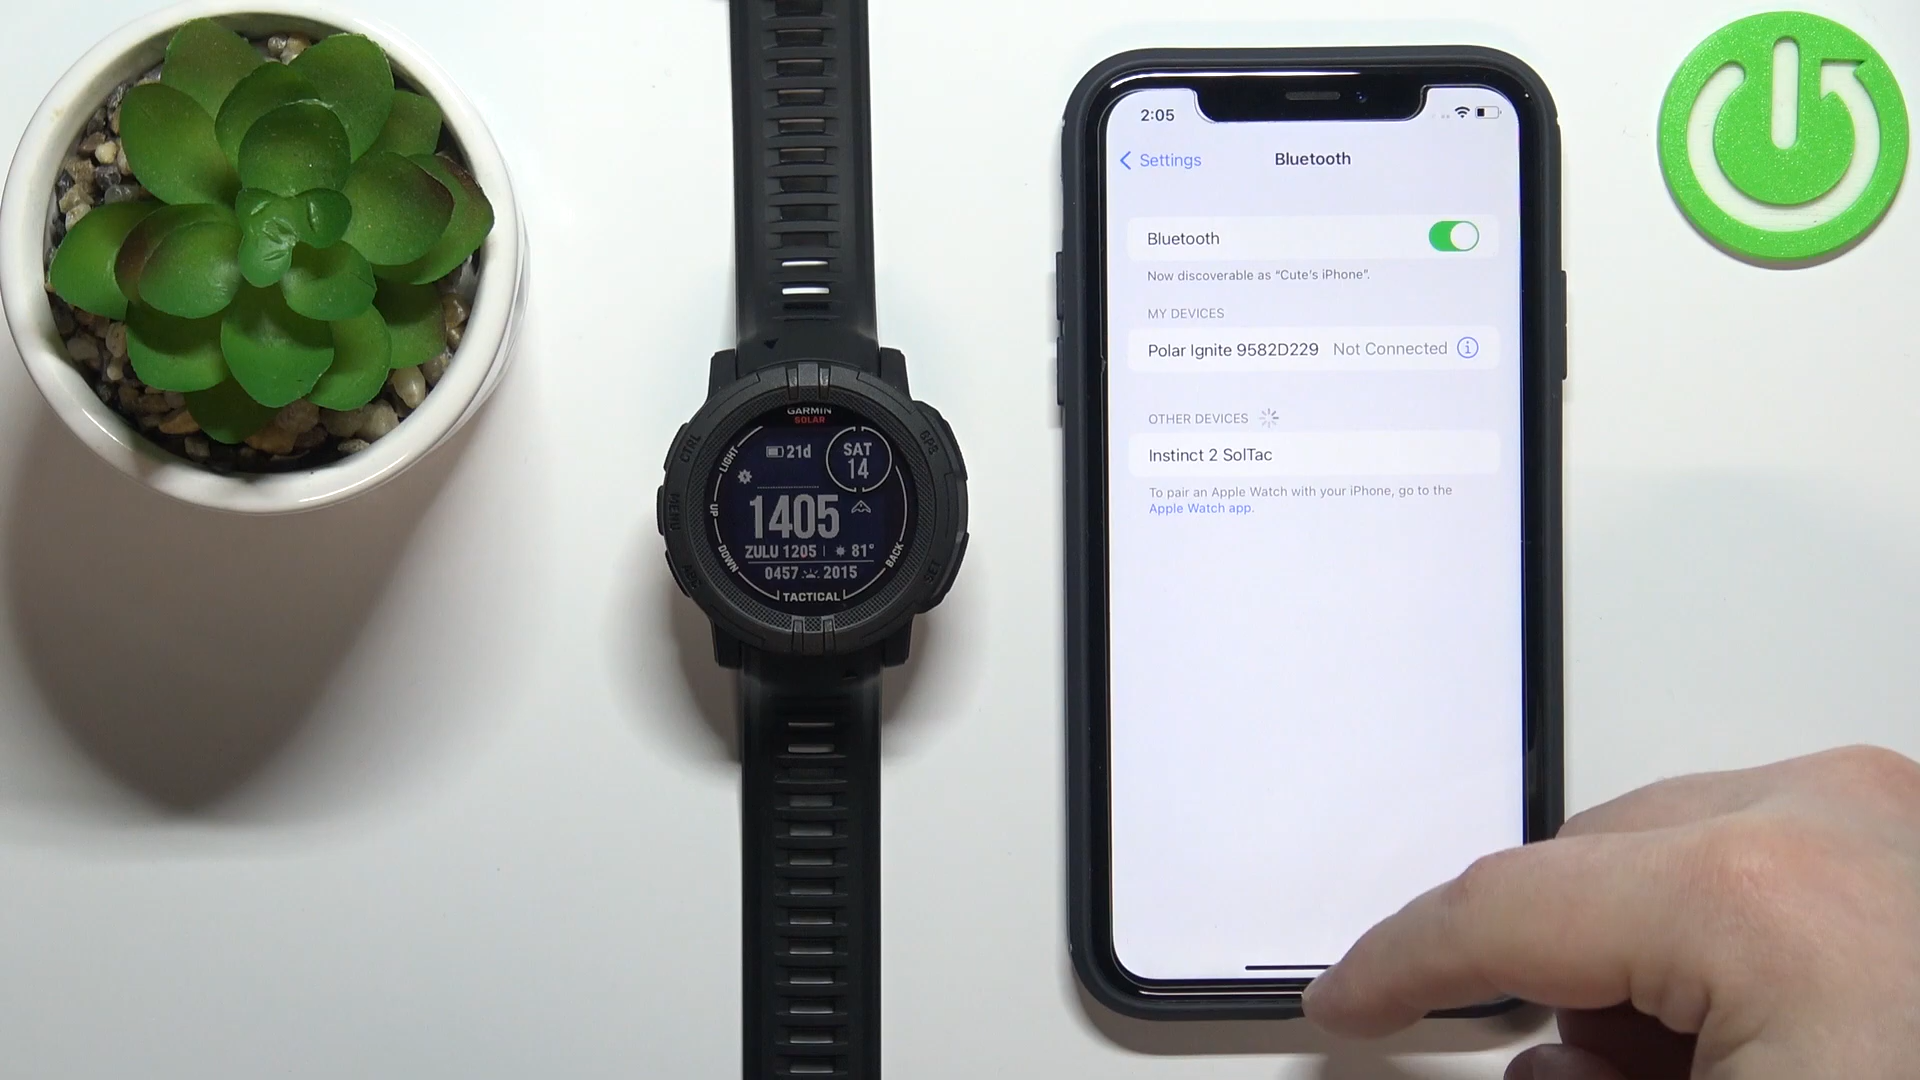 GARMIN
SOLAR
CTRL
GPS
LIGHT
21d
SAT
14
MENU
UP
1405
ZULU 1205 81°
DOWN
BACK
0457 2015
ABC
SET
TACTICAL
2:05
Settings
Bluetooth
Bluetooth
Now discoverable as “Cute's iPhone”.
MY DEVICES
Polar Ignite 9582D229 Not Connected
OTHER DEVICES
Instinct 2 SolTac
To pair an Apple Watch with your iPhone, go to the
Apple Watch app.